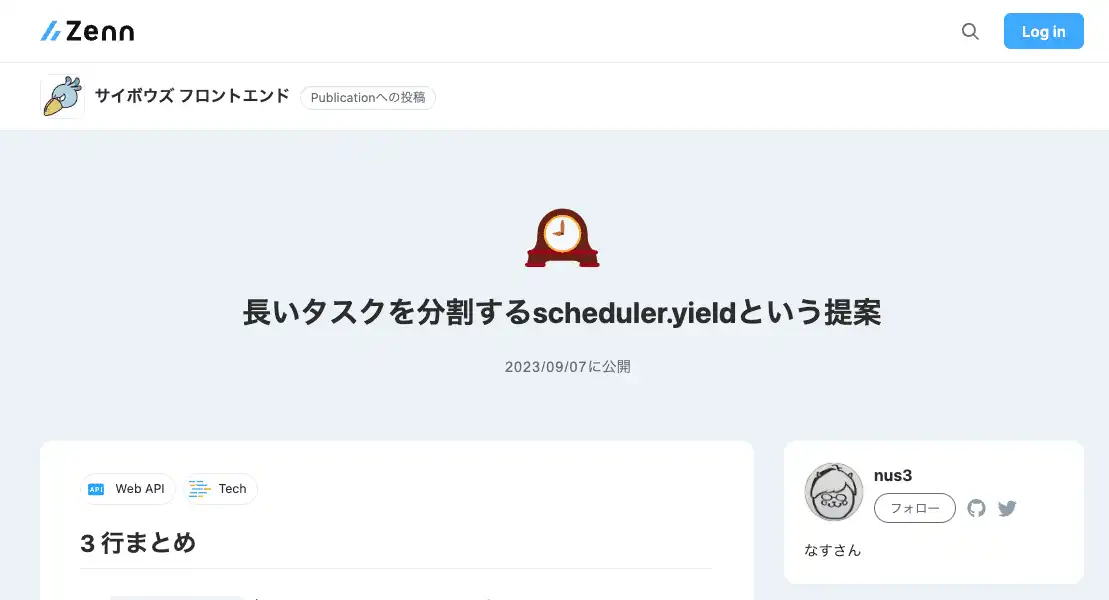 Zenn
Log in
サイボウズ フロントエンド
Publicationへの投稿
長いタスクを分割するscheduler.yieldという提案
2023/09/07に公開
API Web API
Tech
3 行まとめ
nus3
フォロー
なすさん